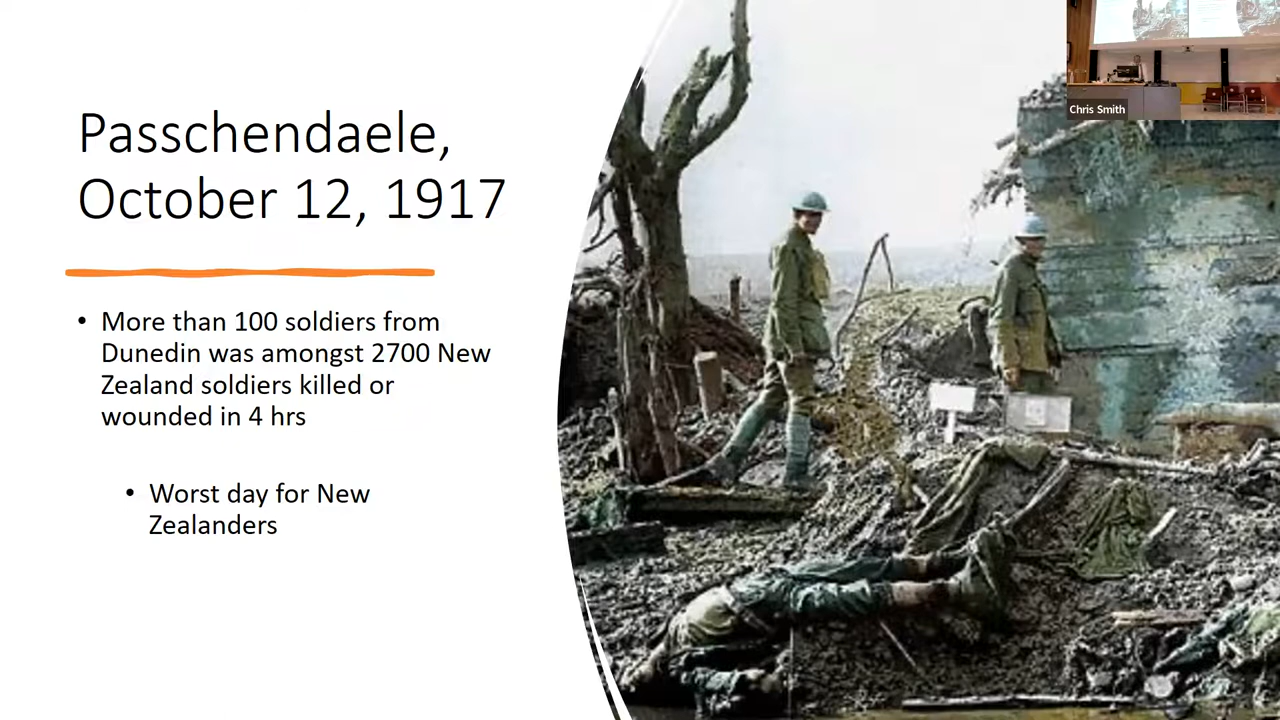 Passchendaele,
October 12, 1917
• More than 100 soldiers from
Dunedin was amongst 2700 New
Zealand soldiers killed or
wounded in 4 hrs
• Worst day for New
Zealanders
Chris Smith